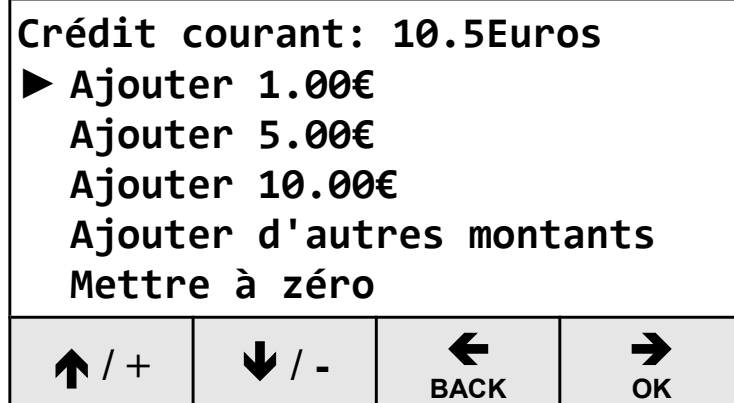 Crédit courant: 10.5Euros
► Ajouter 1.00€
Ajouter 5.00€
Ajouter 10.00€
Ajouter d'autres montants
Mettre à zéro
↑ / + ↓ / - ← →
BACK OK